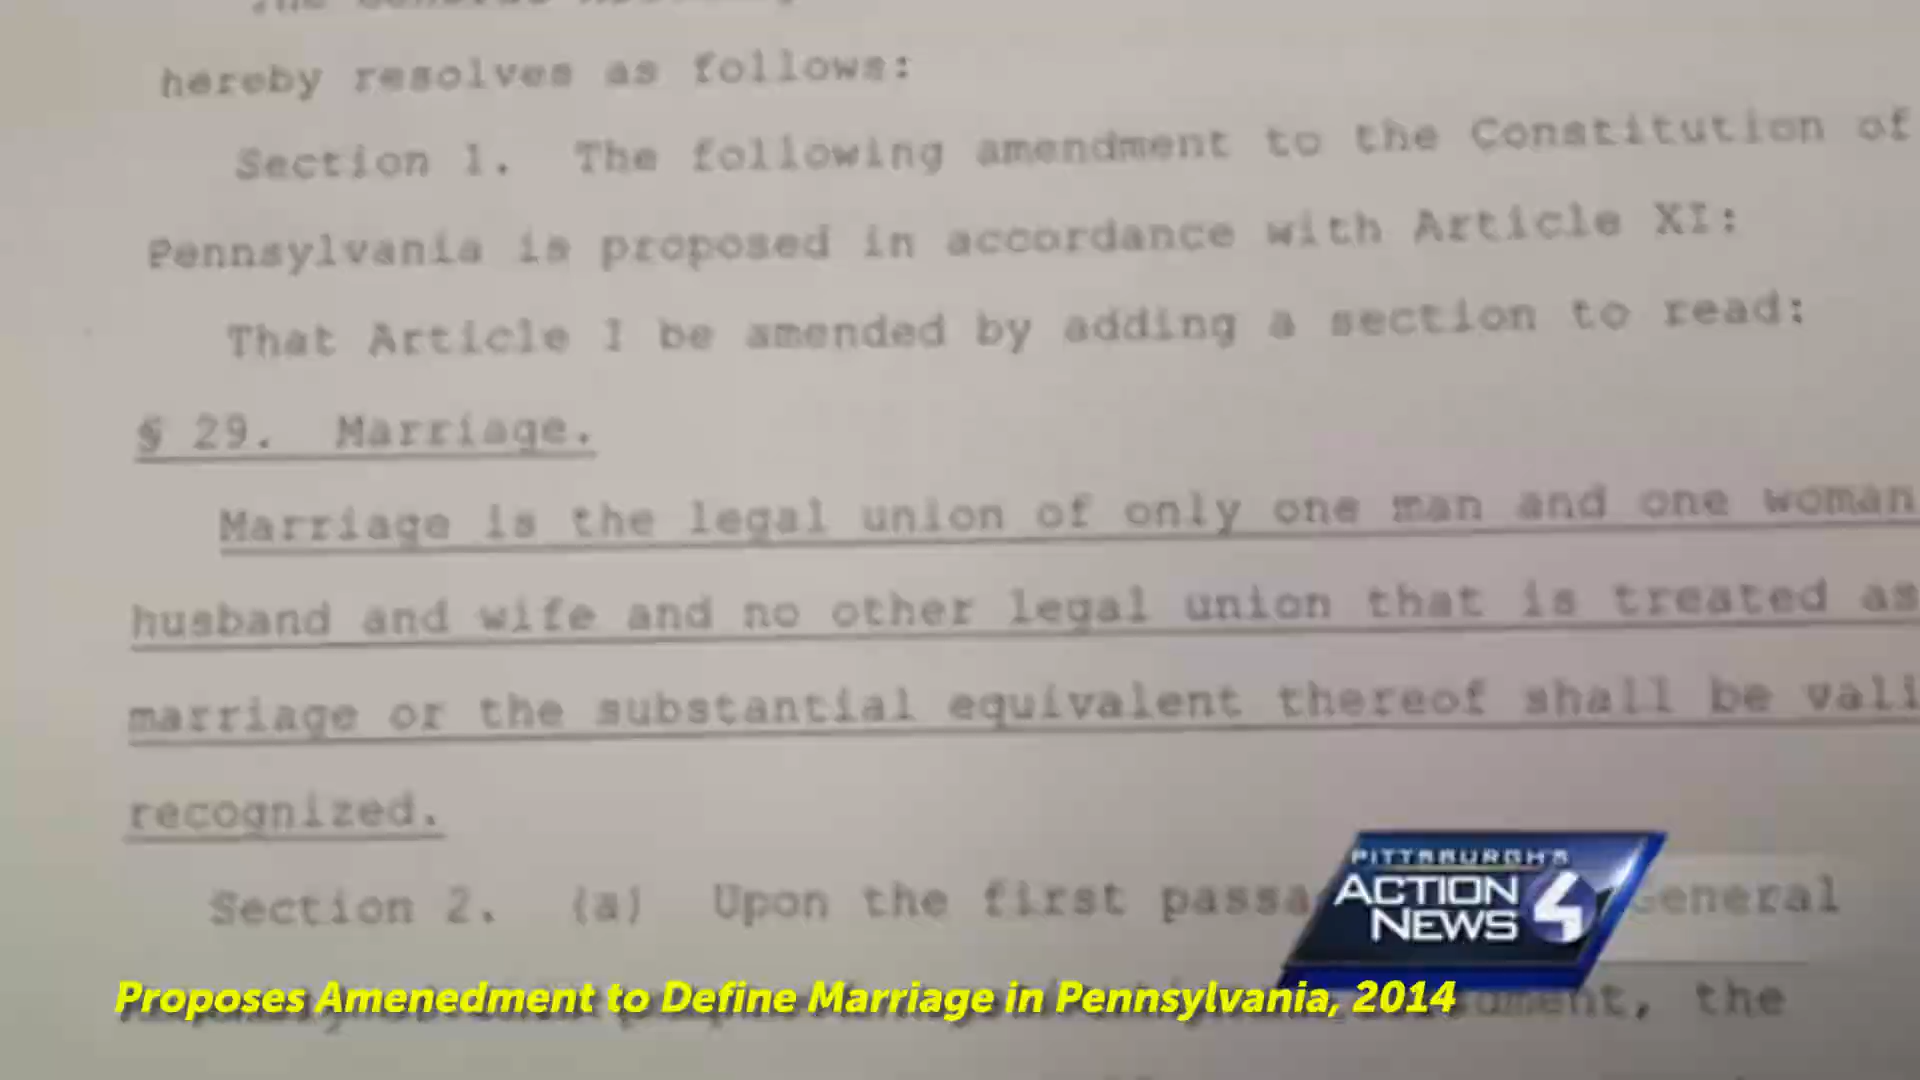 hereby resolves as follows:
Section 1. The following amendment to the Constitution of
Pennsylvania is proposed in accordance with Article XI:
That Article I be amended by adding a section to read:
§ 29. Marriage.
Marriage is the legal union of only one man and one woman
husband and wife and no other legal union that is treated as
marriage or the substantial equivalent thereof shall be vali
recognized.
Section 2. (a) Upon the first passa General
PITTSBURGH'S
ACTION
NEWS 4
Proposes Amenedment to Define Marriage in Pennsylvania, 2014
the